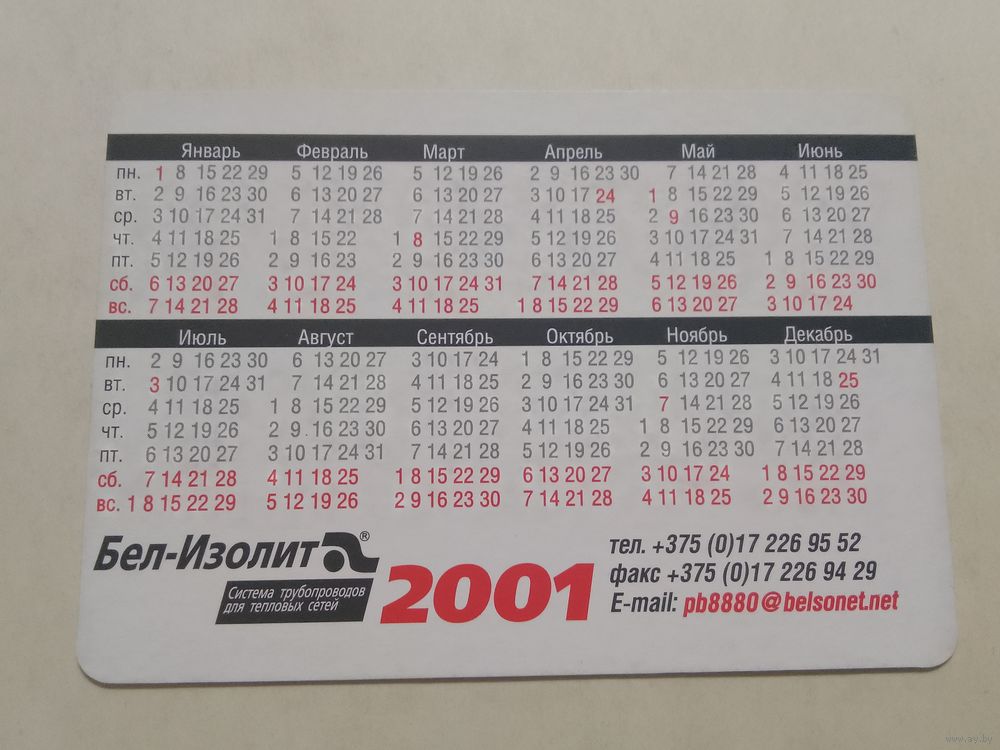 Январь Февраль Март Апрель Май Июнь
пн. 1 8 15 22 29 5 12 19 26 5 12 19 26 2 9 16 23 30 7 14 21 28 4 11 18 25
вт. 2 9 16 23 30 6 13 20 27 6 13 20 27 3 10 17 24 1 8 15 22 29 5 12 19 26
ср. 3 10 17 24 31 7 14 21 28 7 14 21 28 4 11 18 25 2 9 16 23 30 6 13 20 27
чт. 4 11 18 25 1 8 15 22 1 8 15 22 29 5 12 19 26 3 10 17 24 31 7 14 21 28
пт. 5 12 19 26 2 9 16 23 2 9 16 23 30 6 13 20 27 4 11 18 25 1 8 15 22 29
сб. 6 13 20 27 3 10 17 24 3 10 17 24 31 7 14 21 28 5 12 19 26 2 9 16 23 30
вс. 7 14 21 28 4 11 18 25 4 11 18 25 1 8 15 22 29 6 13 20 27 3 10 17 24
Июль Август Сентябрь Октябрь Ноябрь Декабрь
пн. 2 9 16 23 30 6 13 20 27 3 10 17 24 1 8 15 22 29 5 12 19 26 3 10 17 24 31
вт. 3 10 17 24 31 7 14 21 28 4 11 18 25 2 9 16 23 30 6 13 20 27 4 11 18 25
ср. 4 11 18 25 1 8 15 22 29 5 12 19 26 3 10 17 24 31 7 14 21 28 5 12 19 26
чт. 5 12 19 26 2 9 16 23 30 6 13 20 27 4 11 18 25 1 8 15 22 29 6 13 20 27
пт. 6 13 20 27 3 10 17 24 31 7 14 21 28 5 12 19 26 2 9 16 23 30 7 14 21 28
сб. 7 14 21 28 4 11 18 25 1 8 15 22 29 6 13 20 27 3 10 17 24 1 8 15 22 29
вс. 1 8 15 22 29 5 12 19 26 2 9 16 23 30 7 14 21 28 4 11 18 25 2 9 16 23 30
Бел-Изолит ®
Система трубопроводов
для тепловых сетей
2001
тел. +375 (0)17 226 95 52
факс +375 (0)17 226 94 29
E-mail: pb8880@belsonet.net
www.ay.by